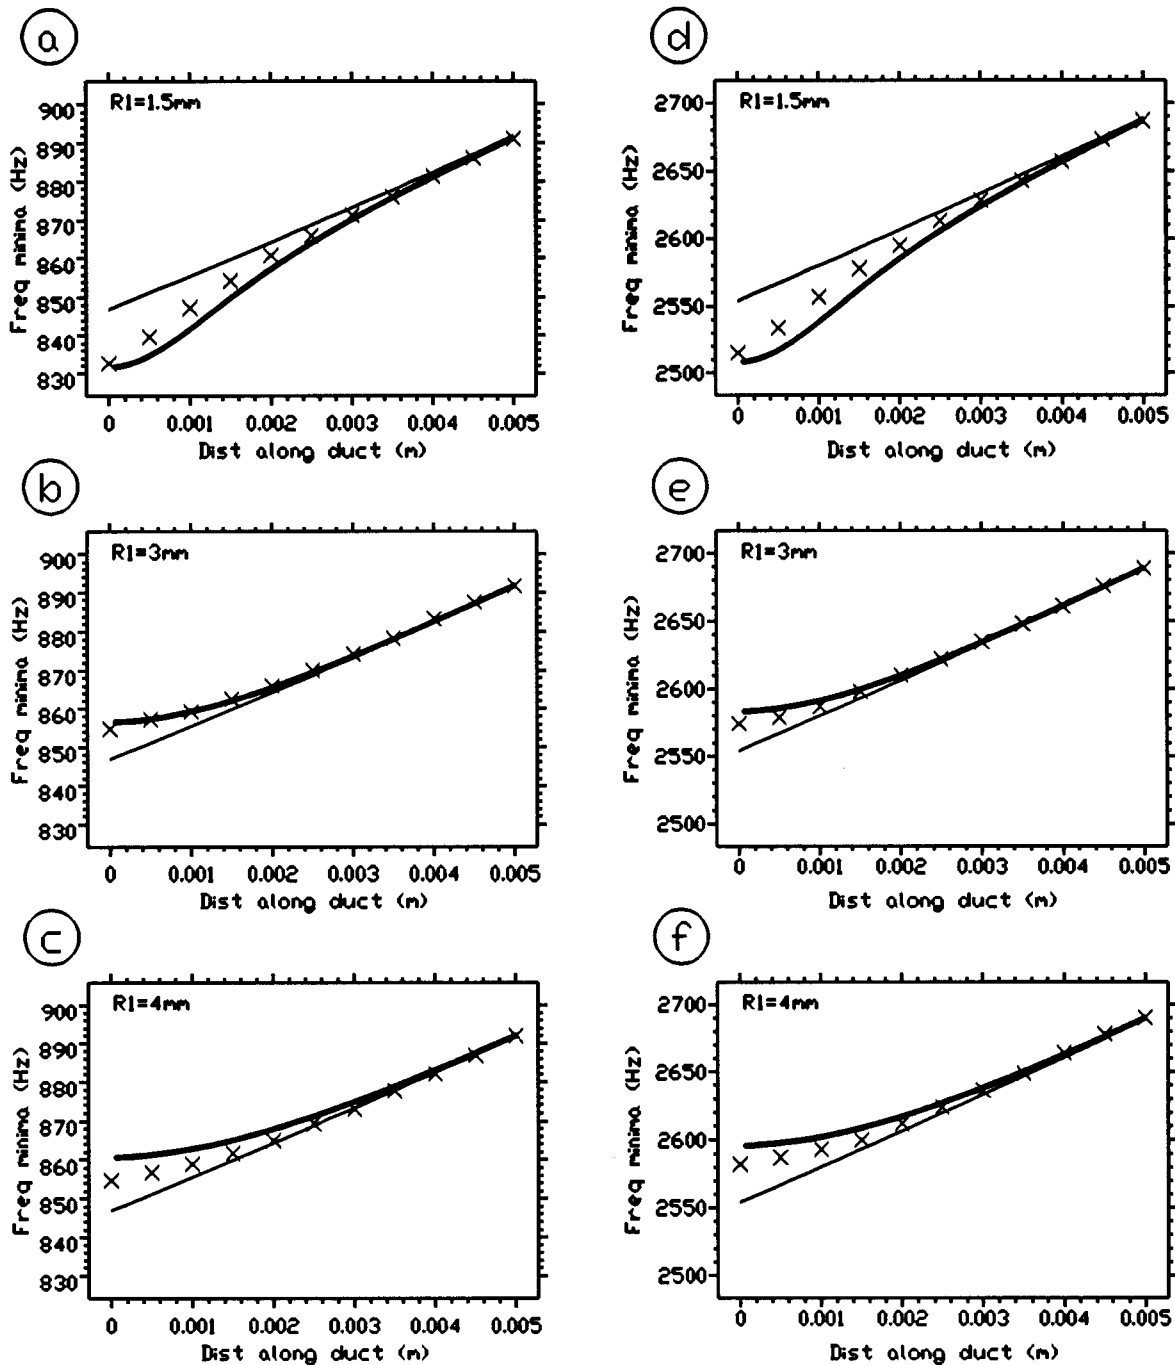 a
R1=1.5mm
Freq minima (Hz)
900
890
880
870
860
850
840
830
0 0.001 0.002 0.003 0.004 0.005
Dist along duct (m)
d
R1=1.5mm
Freq minima (Hz)
2700
2650
2600
2550
2500
0 0.001 0.002 0.003 0.004 0.005
Dist along duct (m)
b
R1=3mm
Freq minima (Hz)
900
890
880
870
860
850
840
830
0 0.001 0.002 0.003 0.004 0.005
Dist along duct (m)
e
R1=3mm
Freq minima (Hz)
2700
2650
2600
2550
2500
0 0.001 0.002 0.003 0.004 0.005
Dist along duct (m)
c
R1=4mm
Freq minima (Hz)
900
890
880
870
860
850
840
830
0 0.001 0.002 0.003 0.004 0.005
Dist along duct (m)
f
R1=4mm
Freq minima (Hz)
2700
2650
2600
2550
2500
0 0.001 0.002 0.003 0.004 0.005
Dist along duct (m)